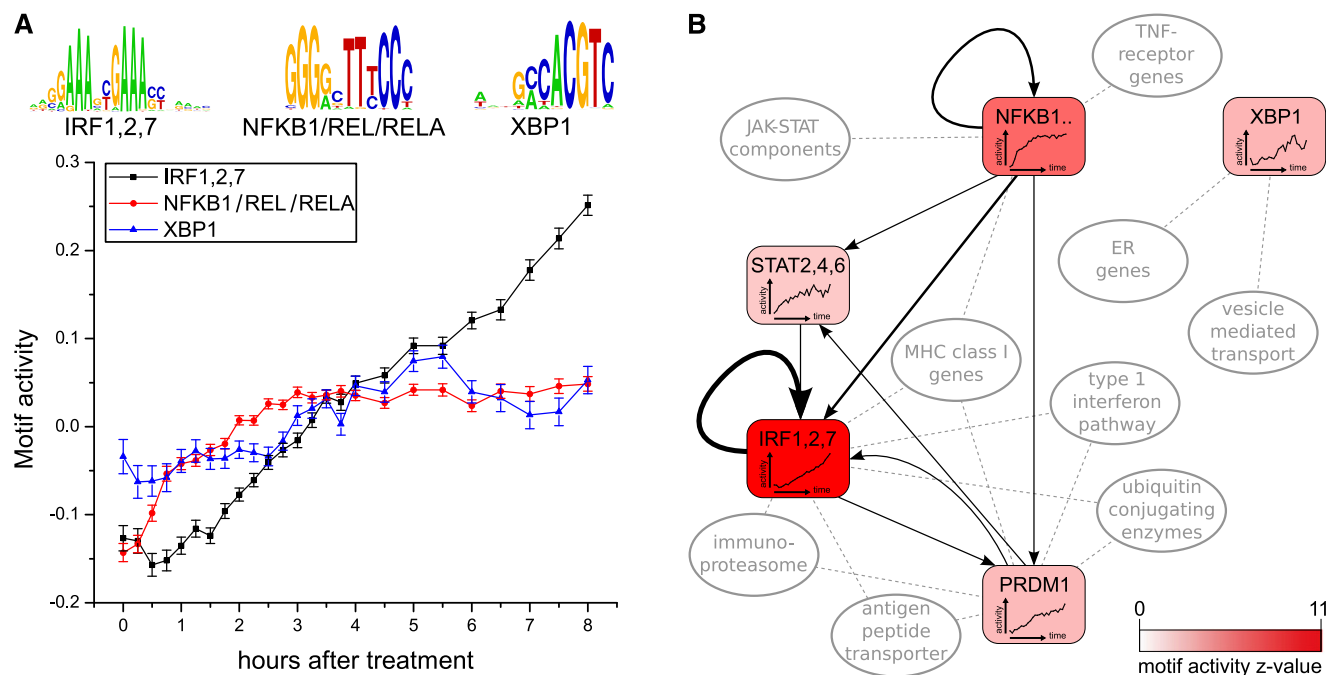 A
IRF1,2,7
NFKB1/REL/RELA
XBP1
0.3
0.2
0.1
0.0
-0.1
-0.2
Motif activity
IRF1,2,7
NFKB1/REL/RELA
XBP1
0 1 2 3 4 5 6 7 8
hours after treatment
B
TNF-
receptor
genes
NFKB1..
activity
time
JAK-STAT
components
XBP1
activity
time
ER
genes
STAT2,4,6
activity
time
vesicle
mediated
transport
MHC class I
genes
type 1
interferon
pathway
IRF1,2,7
activity
time
ubiquitin
conjugating
enzymes
immuno-
proteasome
PRDM1
activity
time
antigen
peptide
transporter
0 11
motif activity z-value